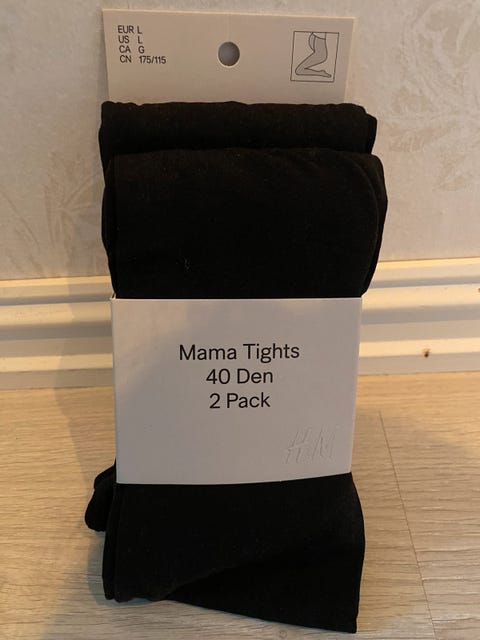 EUR L
US L
CA G
CN 175/115
Mama Tights
40 Den
2 Pack
H&M